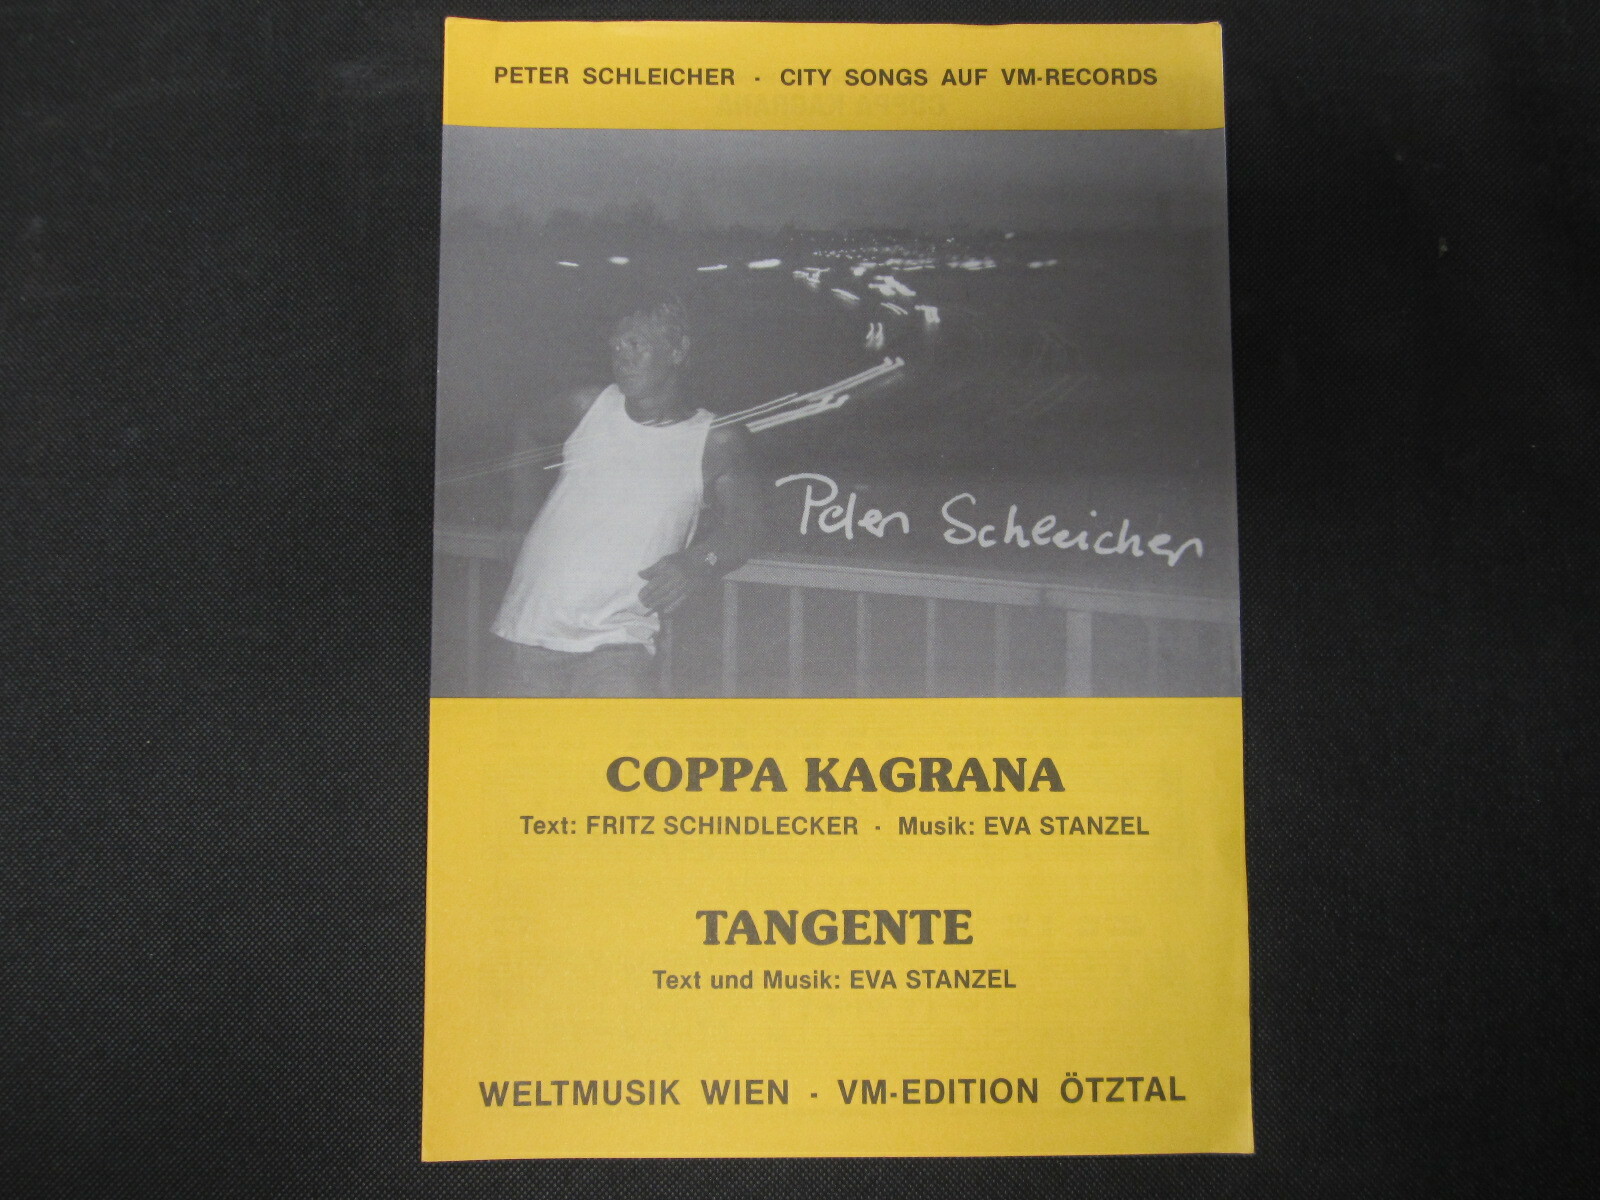 PETER SCHLEICHER · CITY SONGS AUF VM-RECORDS
Peter Schleicher
COPPA KAGRANA
Text: FRITZ SCHINDLECKER · Musik: EVA STANZEL
TANGENTE
Text und Musik: EVA STANZEL
WELTMUSIK WIEN · VM-EDITION ÖTZTAL